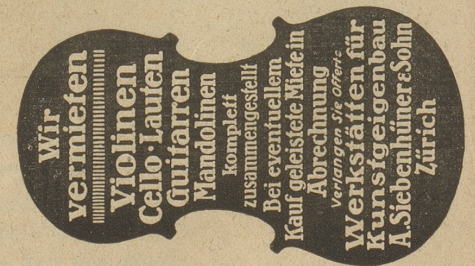 Wir
vermieten
Violinen
Cello·Lauten
Guitarren
Mandolinen
Komplett
zusammengestellt
Bei eventuellem
Kauf geleistete Miete in
Abrechnung
Verlangen Sie Offerte
Werkstätten für
Kunstgeigenbau
A. Siebenhüner & Sohn
Zürich